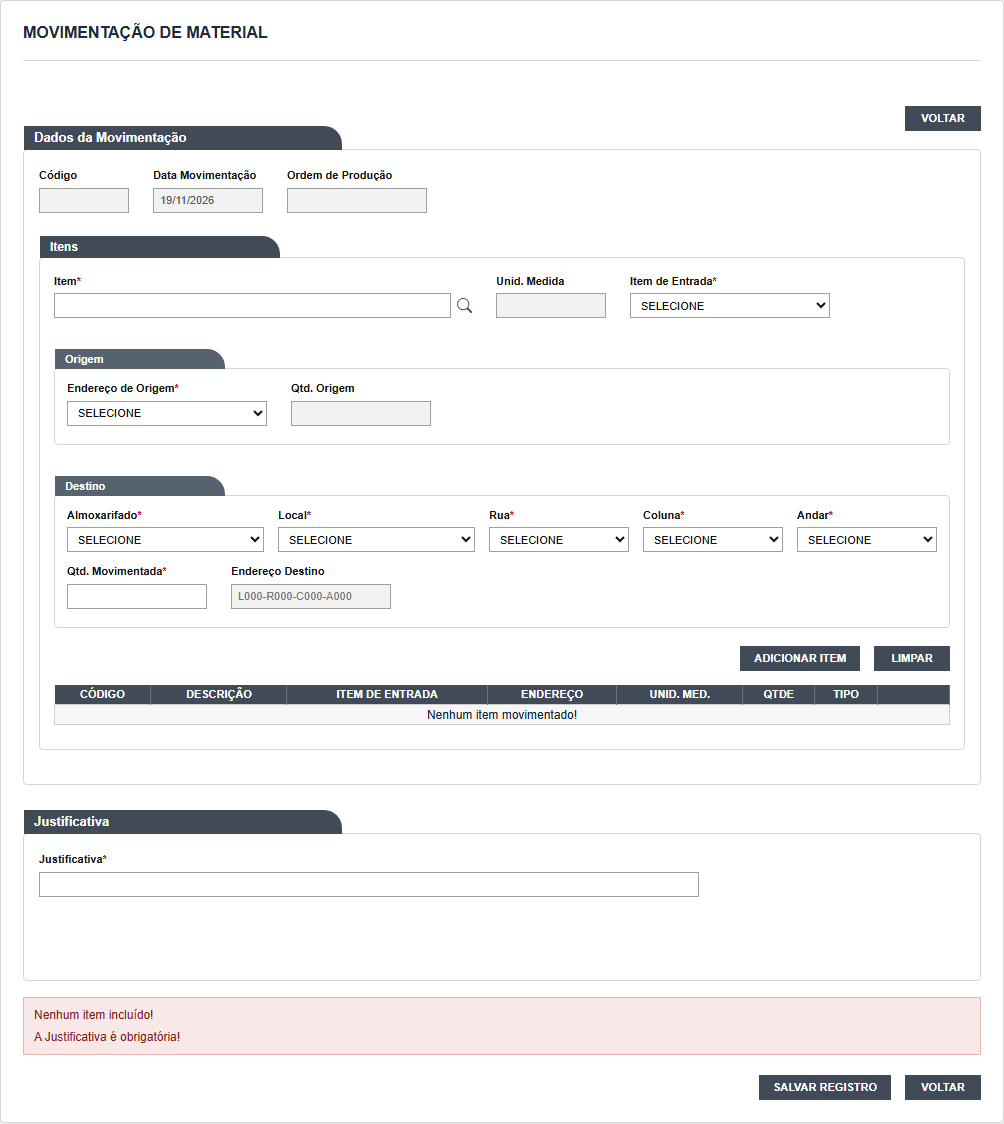 MOVIMENTAÇÃO DE MATERIAL
VOLTAR
Dados da Movimentação
Código Data Movimentação Ordem de Produção
19/11/2026
Itens
Item* Unid. Medida Item de Entrada*
SELECIONE
Origem
Endereço de Origem* Qtd. Origem
SELECIONE
Destino
Almoxarifado* Local* Rua* Coluna* Andar*
SELECIONE SELECIONE SELECIONE SELECIONE SELECIONE
Qtd. Movimentada* Endereço Destino
L000-R000-C000-A000
ADICIONAR ITEM LIMPAR
CÓDIGO DESCRIÇÃO ITEM DE ENTRADA ENDEREÇO UNID. MED. QTDE TIPO
Nenhum item movimentado!
Justificativa
Justificativa*
Nenhum item incluído!
A Justificativa é obrigatória!
SALVAR REGISTRO VOLTAR